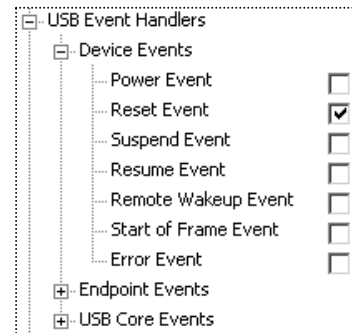 USB Event Handlers
Device Events
Power Event
Reset Event
Suspend Event
Resume Event
Remote Wakeup Event
Start of Frame Event
Error Event
Endpoint Events
USB Core Events